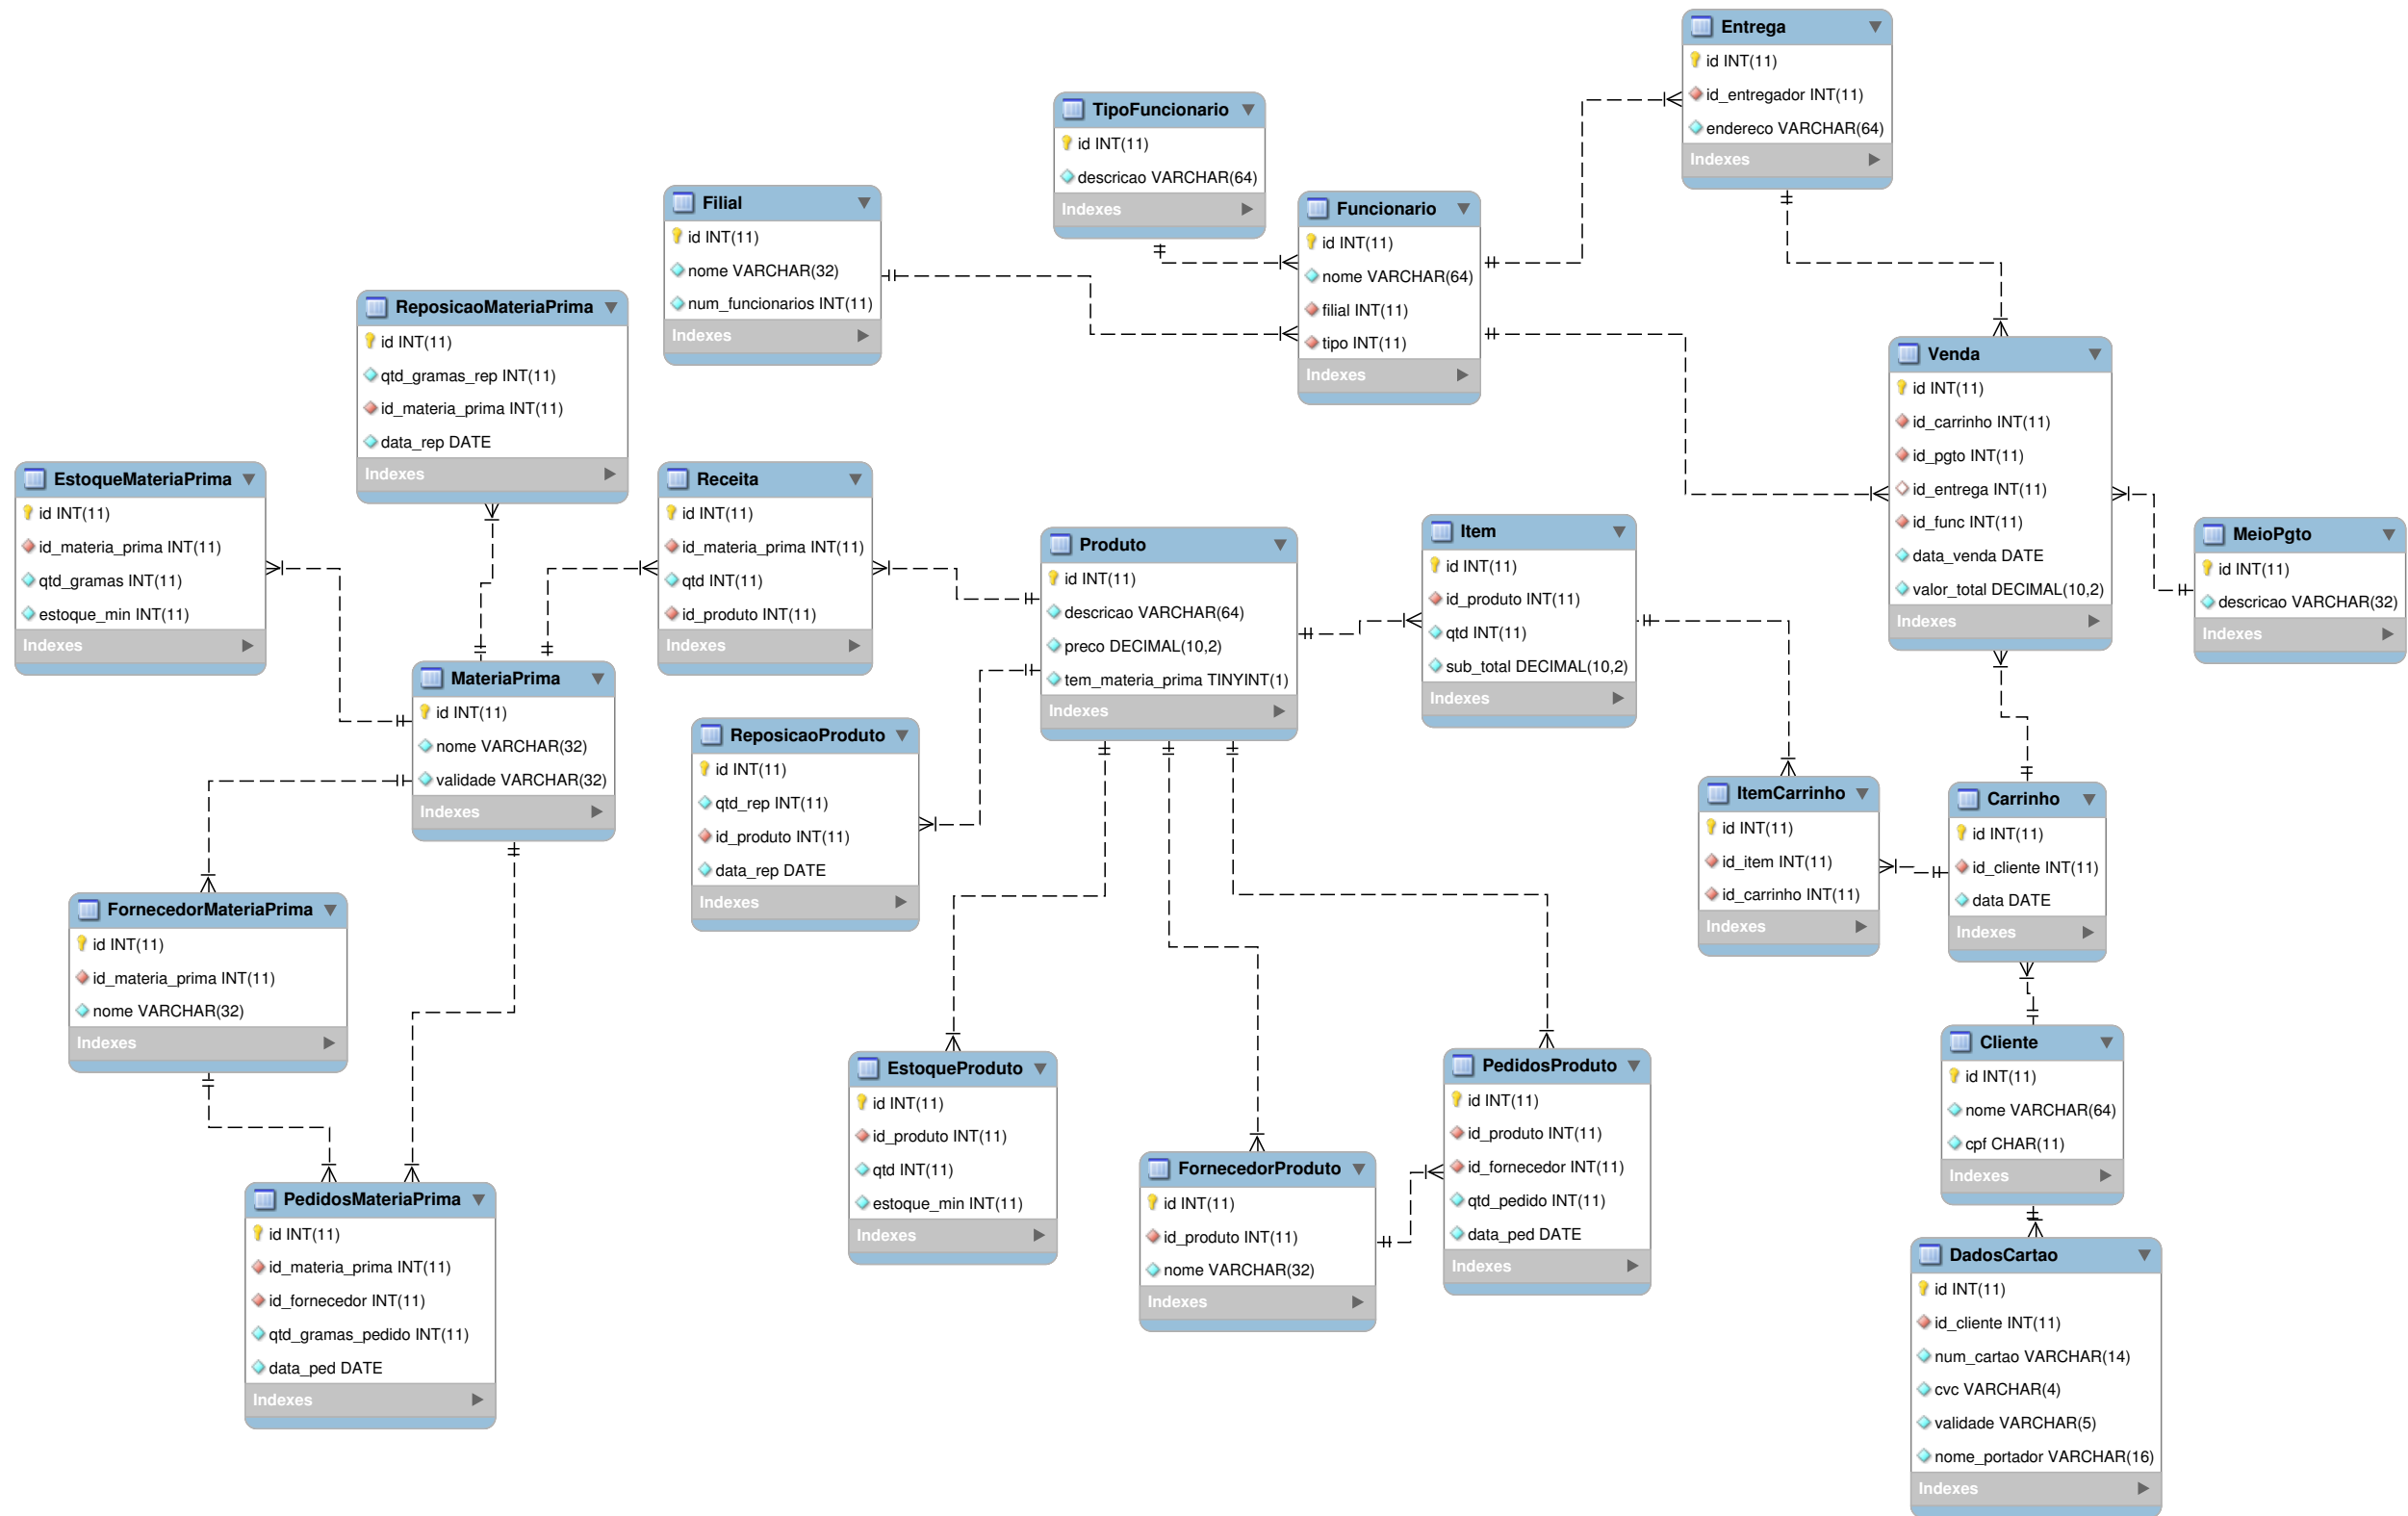 Entrega
id INT(11)
id_entregador INT(11)
endereco VARCHAR(64)
Indexes
TipoFuncionario
id INT(11)
descricao VARCHAR(64)
Indexes
Filial
id INT(11)
nome VARCHAR(32)
num_funcionarios INT(11)
Indexes
Funcionario
id INT(11)
nome VARCHAR(64)
filial INT(11)
tipo INT(11)
Indexes
ReposicaoMateriaPrima
id INT(11)
qtd_gramas_rep INT(11)
id_materia_prima INT(11)
data_rep DATE
Indexes
Venda
id INT(11)
id_carrinho INT(11)
id_pgto INT(11)
id_entrega INT(11)
id_func INT(11)
data_venda DATE
valor_total DECIMAL(10,2)
Indexes
EstoqueMateriaPrima
id INT(11)
id_materia_prima INT(11)
qtd_gramas INT(11)
estoque_min INT(11)
Indexes
Receita
id INT(11)
id_materia_prima INT(11)
qtd INT(11)
id_produto INT(11)
Indexes
Produto
id INT(11)
descricao VARCHAR(64)
preco DECIMAL(10,2)
tem_materia_prima TINYINT(1)
Indexes
Item
id INT(11)
id_produto INT(11)
qtd INT(11)
sub_total DECIMAL(10,2)
Indexes
MeioPgto
id INT(11)
descricao VARCHAR(32)
Indexes
MateriaPrima
id INT(11)
nome VARCHAR(32)
validade VARCHAR(32)
Indexes
ReposicaoProduto
id INT(11)
qtd_rep INT(11)
id_produto INT(11)
data_rep DATE
Indexes
ItemCarrinho
id INT(11)
id_item INT(11)
id_carrinho INT(11)
Indexes
Carrinho
id INT(11)
id_cliente INT(11)
data DATE
Indexes
FornecedorMateriaPrima
id INT(11)
id_materia_prima INT(11)
nome VARCHAR(32)
Indexes
Cliente
id INT(11)
nome VARCHAR(64)
cpf CHAR(11)
Indexes
EstoqueProduto
id INT(11)
id_produto INT(11)
qtd INT(11)
estoque_min INT(11)
Indexes
PedidosProduto
id INT(11)
id_produto INT(11)
id_fornecedor INT(11)
qtd_pedido INT(11)
data_ped DATE
Indexes
FornecedorProduto
id INT(11)
id_produto INT(11)
nome VARCHAR(32)
Indexes
PedidosMateriaPrima
id INT(11)
id_materia_prima INT(11)
id_fornecedor INT(11)
qtd_gramas_pedido INT(11)
data_ped DATE
Indexes
DadosCartao
id INT(11)
id_cliente INT(11)
num_cartao VARCHAR(14)
cvc VARCHAR(4)
validade VARCHAR(5)
nome_portador VARCHAR(16)
Indexes